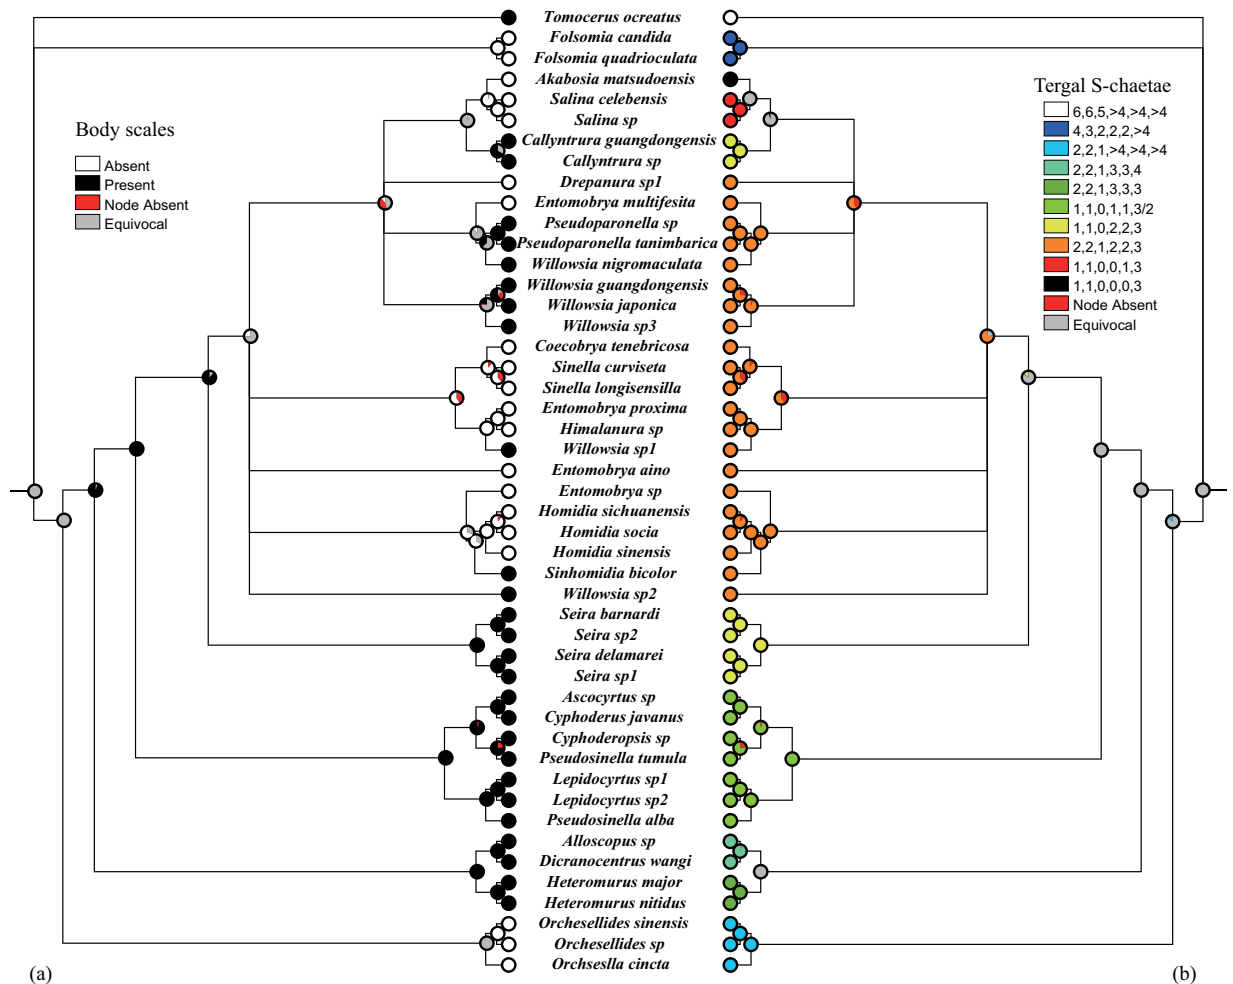 Tomocerus ocreatus
Folsomia candida
Folsomia quadrioculata
Akabosia matsudoensis
Salina celebensis
Salina sp
Callyntrura guangdongensis
Callyntrura sp
Drepanura sp1
Entomobrya multifesita
Pseudoparonella sp
Pseudoparonella tanimbarica
Willowsia nigromaculata
Willowsia guangdongensis
Willowsia japonica
Willowsia sp3
Coecobrya tenebricosa
Sinella curviseta
Sinella longisensilla
Entomobrya proxima
Himalanura sp
Willowsia sp1
Entomobrya aino
Entomobrya sp
Homidia sichuanensis
Homidia socia
Homidia sinensis
Sinhomidia bicolor
Willowsia sp2
Seira barnardi
Seira sp2
Seira delamarei
Seira sp1
Ascocyrtus sp
Cyphoderus javanus
Cyphoderopsis sp
Pseudosinella tumula
Lepidocyrtus sp1
Lepidocyrtus sp2
Pseudosinella alba
Alloscopus sp
Dicranocentrus wangi
Heteromurus major
Heteromurus nitidus
Orchesellides sinensis
Orchesellides sp
Orchseslla cincta
Body scales
Absent
Present
Node Absent
Equivocal
Tergal S-chaetae
6,6,5,>4,>4,>4
4,3,2,2,2,>4
2,2,1,>4,>4,>4
2,2,1,3,3,4
2,2,1,3,3,3
1,1,0,1,1,3/2
1,1,0,2,2,3
2,2,1,2,2,3
1,1,0,0,1,3
1,1,0,0,0,3
Node Absent
Equivocal
(a)
(b)